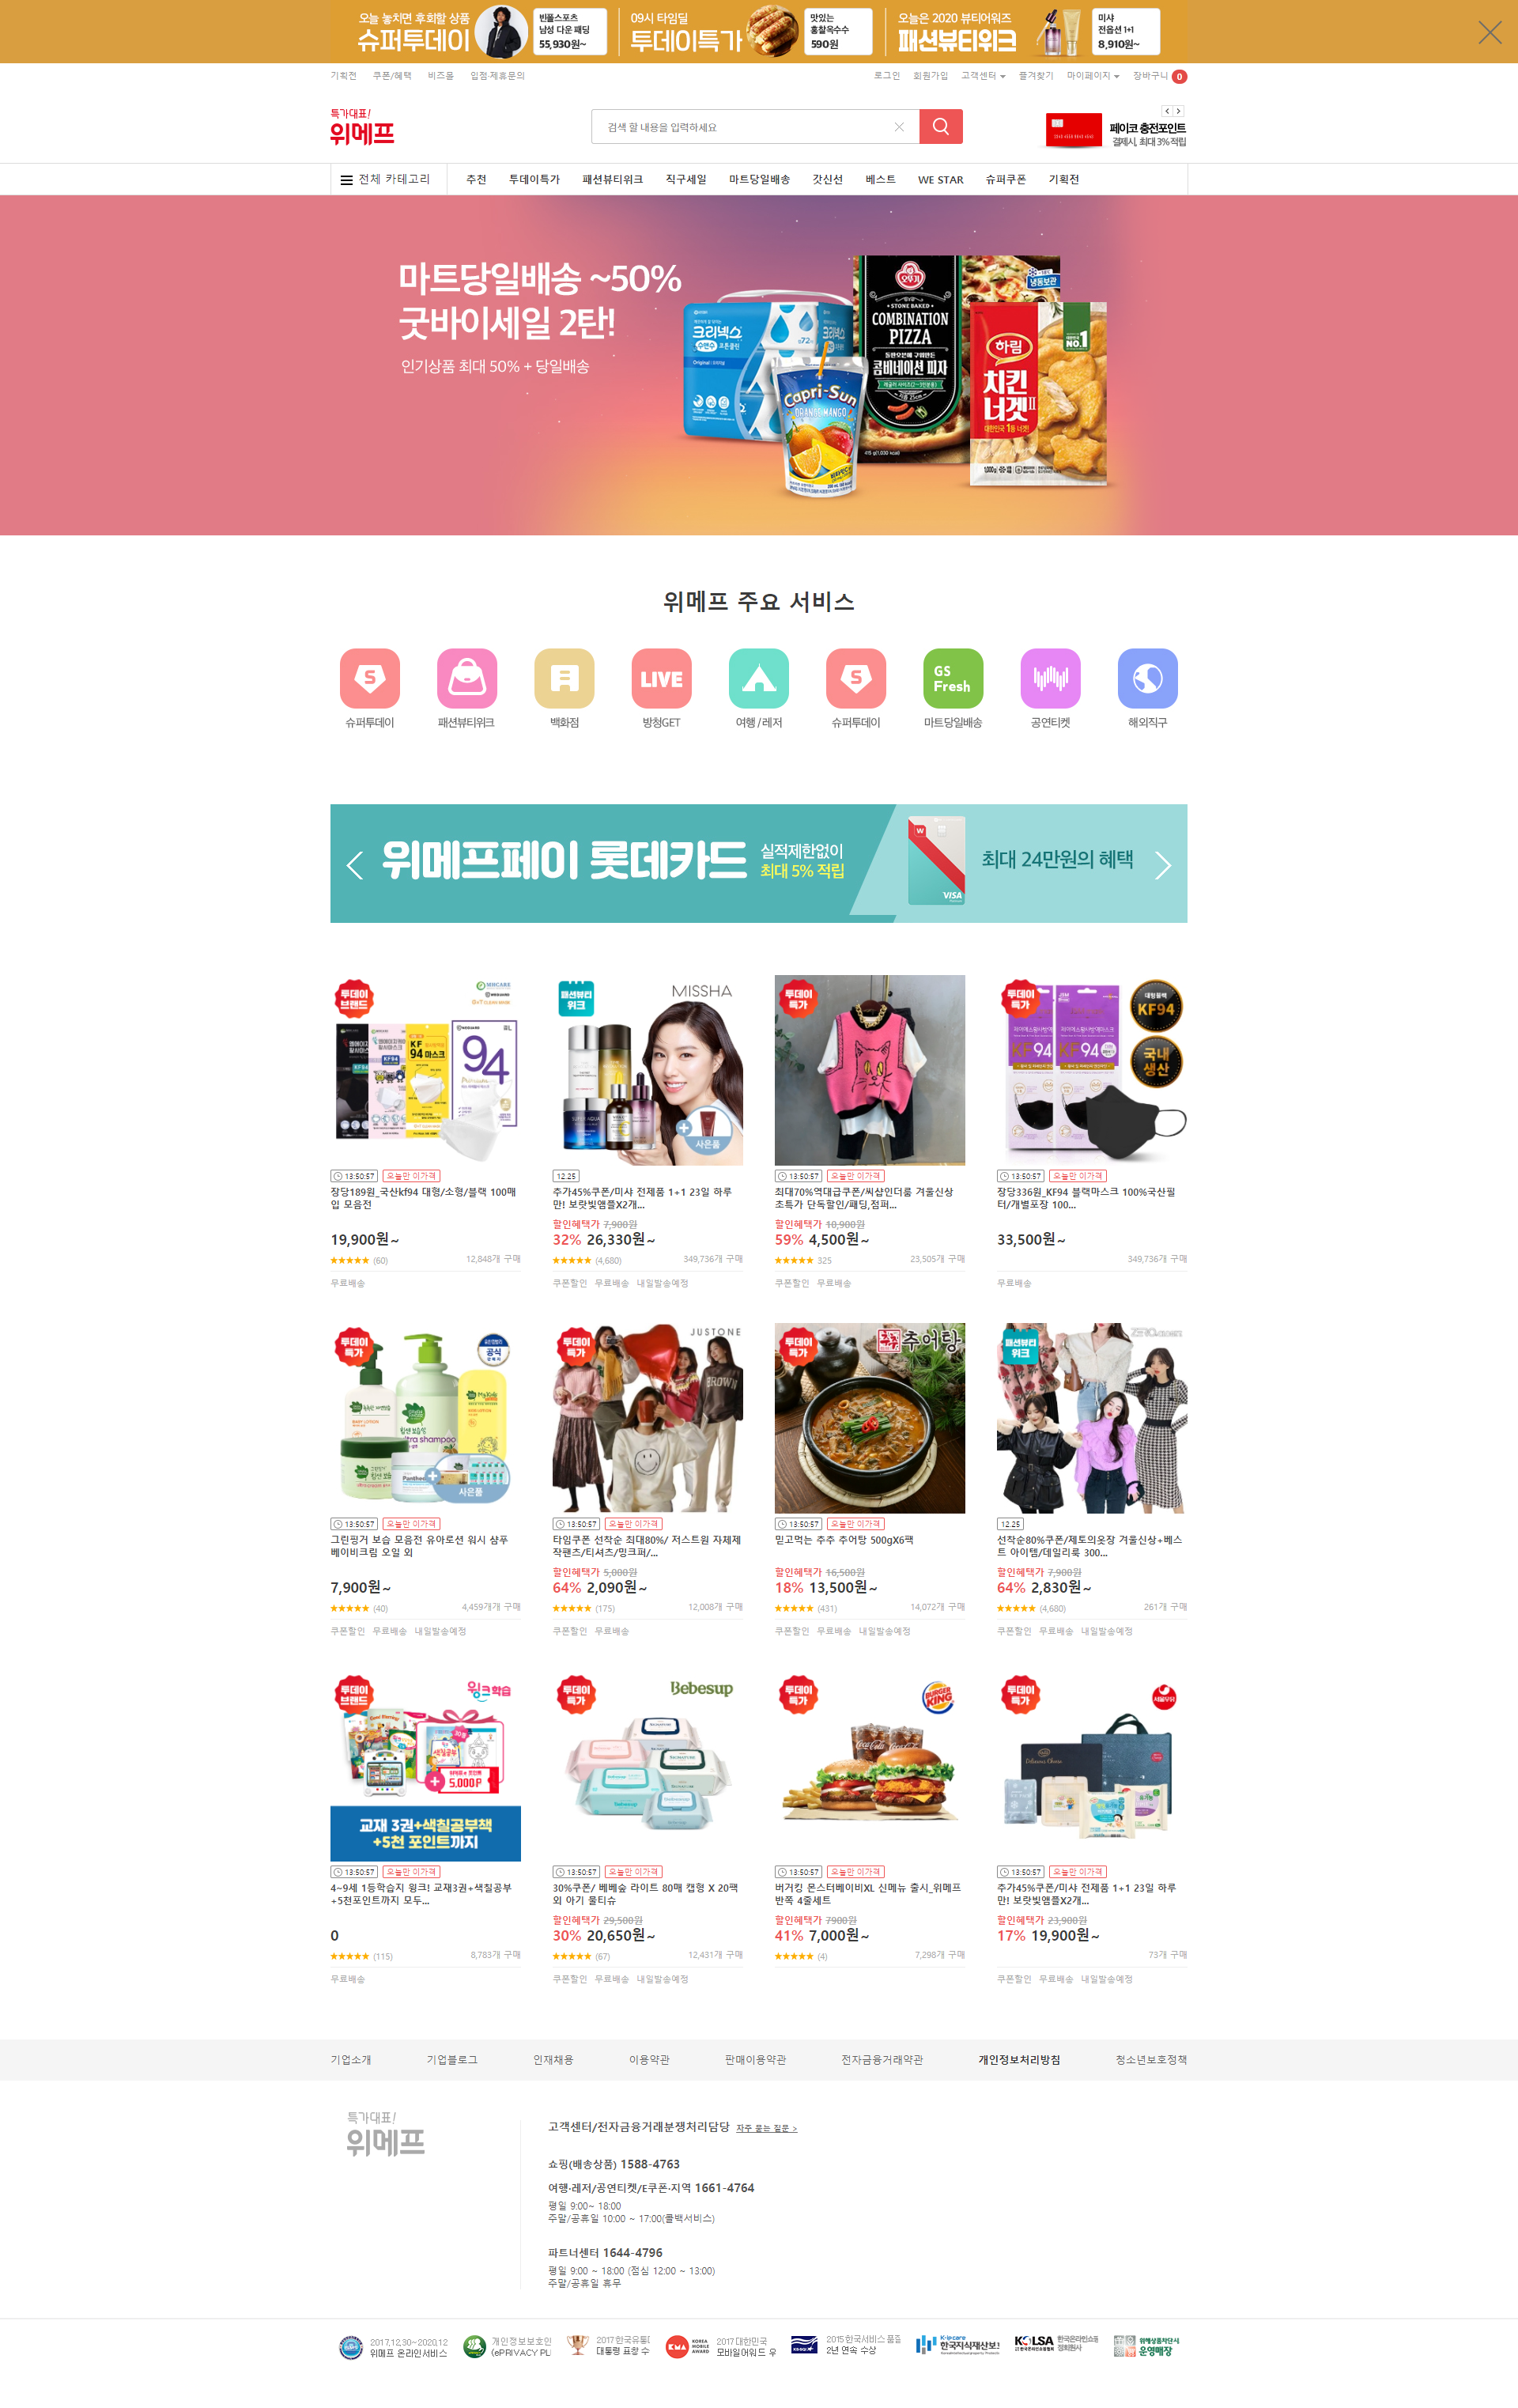 오늘 놓치면 후회할 상품
슈퍼투데이
빈폴스포츠
남성 다운 패딩
55,930원~
09시 타임딜
투데이특가
맛있는
홍찰옥수수
590원
오늘은 2020 뷰티어워즈
패션뷰티위크
미샤
전옵션 1+1
8,910원~
기획전 쿠폰/혜택 비즈몰 입점·제휴문의
로그인 회원가입 고객센터 즐겨찾기 마이페이지 장바구니 0
특가대표!
위메프
검색 할 내용을 입력하세요
페이코 충전포인트
결제시, 최대 3% 적립
전체 카테고리 추천 투데이특가 패션뷰티위크 직구세일 마트당일배송 갓신선 베스트 WE STAR 슈퍼쿠폰 기획전
마트당일배송 ~50%
굿바이세일 2탄!
인기상품 최대 50% + 당일배송
크리넥스
Original
Capri-Sun
ORANGE MANGO
오뚜기
STONE BAKED
COMBINATION
PIZZA
콤비네이션 피자
냉동보관
하림
치킨
너겟II
NO.1
위메프 주요 서비스
S
LIVE
GS
Fresh
슈퍼투데이 패션뷰티위크 백화점 방청GET 여행 / 레저 슈퍼투데이 마트당일배송 공연티켓 해외직구
위메프페이 롯데카드
실적제한없이
최대 5% 적립
W
VISA
최대 24만원의 혜택
투데이
브랜드
MBCARE
KF
94
마스크
94
패션뷰티
위크
MISSHA
사은품
투데이
특가
투데이
특가
대형블랙
KF94
국내
생산
KF94
13:50:57 오늘만 이가격
장당189원_국산kf94 대형/소형/블랙 100매
입 모음전
19,900원~
(60) 12,848개 구매
무료배송
12.25
추가45%쿠폰/미샤 전제품 1+1 23일 하루
만! 보랏빛앰플X2개...
할인혜택가 7,900원
32% 26,330원~
(4,680) 349,736개 구매
쿠폰할인 무료배송 내일발송예정
13:50:57 오늘만 이가격
최대70%역대급쿠폰/씨샵인더룸 겨울신상
초특가 단독할인/패딩,점퍼...
할인혜택가 10,900원
59% 4,500원~
325 23,505개 구매
쿠폰할인 무료배송
13:50:57 오늘만 이가격
장당336원_KF94 블랙마스크 100%국산필
터/개별포장 100...
33,500원~
349,736개 구매
무료배송
투데이
특가
공식
사은품
투데이
특가
JUSTONE
BROWN
투데이
특가
추어탕
패션뷰티
위크
13:50:57 오늘만 이가격
그린핑거 보습 모음전 유아로션 워시 샴푸
베이비크림 오일 외
7,900원~
(40) 4,459개개 구매
쿠폰할인 무료배송 내일발송예정
13:50:57 오늘만 이가격
타임쿠폰 선착순 최대80%/ 저스트원 자체제
작팬츠/티셔츠/밍크퍼/...
할인혜택가 5,800원
64% 2,090원~
(175) 12,008개 구매
쿠폰할인 무료배송
13:50:57 오늘만 이가격
믿고먹는 추추 추어탕 500gX6팩
할인혜택가 16,500원
18% 13,500원~
(431) 14,072개 구매
쿠폰할인 무료배송 내일발송예정
12.25
선착순80%쿠폰/제토의옷장 겨울신상+베스
트 아이템/데일리룩 300...
할인혜택가 7,900원
64% 2,830원~
(4,680) 261개 구매
쿠폰할인 무료배송 내일발송예정
투데이
브랜드
윙크학습
색칠공부
5,000P
교재 3권+색칠공부책
+5천 포인트까지
투데이
특가
Bebesup
투데이
특가
BURGER
KING
Coca-Cola
투데이
특가
서울우유
13:50:57 오늘만 이가격
4~9세 1등학습지 윙크! 교재3권+색칠공부
+5천포인트까지 모두...
0
(115) 8,783개 구매
무료배송
13:50:57 오늘만 이가격
30%쿠폰/ 베베숲 라이트 80매 캡형 X 20팩
외 아기 물티슈
할인혜택가 29,500원
30% 20,650원~
(67) 12,431개 구매
쿠폰할인 무료배송 내일발송예정
13:50:57 오늘만 이가격
버거킹 몬스터베이비XL 신메뉴 출시_위메프
반쪽 4출세트
할인혜택가 7900원
41% 7,000원~
(4) 7,298개 구매
13:50:57 오늘만 이가격
추가45%쿠폰/미샤 전제품 1+1 23일 하루
만! 보랏빛앰플X2개...
할인혜택가 23,900원
17% 19,900원~
73개 구매
쿠폰할인 무료배송 내일발송예정
기업소개 기업블로그 인재채용 이용약관 판매이용약관 전자금융거래약관 개인정보처리방침 청소년보호정책
특가대표!
위메프
고객센터/전자금융거래분쟁처리담당 자주 묻는 질문 >
쇼핑(배송상품) 1588-4763
여행·레저/공연티켓/E쿠폰·지역 1661-4764
평일 9:00~ 18:00
주말/공휴일 10:00 ~ 17:00(콜백서비스)
파트너센터 1644-4796
평일 9:00 ~ 18:00 (점심 12:00 ~ 13:00)
주말/공휴일 휴무
2017.12.30~2020.12
위메프 온라인서비스
개인정보보호인
(ePRIVACY PL
2017 한국유통대
대통령 표창 수
KMA
KOREA
MOBILE
AWARD
2017 대한민국
모바일어워드 우
2015 한국서비스 품질
2년 연속 수상
K-ipcare
한국지식재산보
KOLSA
한국온라인쇼핑
정회원사
위해상품차단시
운영매장